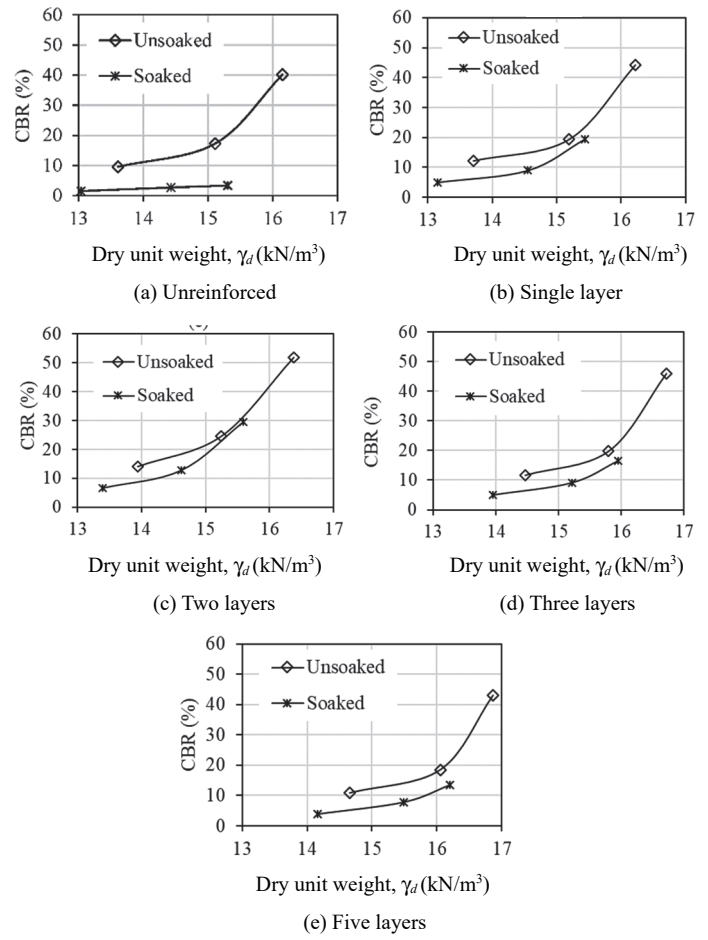 60
50
40
30
20
10
0
CBR (%)
Unsoaked
Soaked
13 14 15 16 17
Dry unit weight, γd (kN/m³)
(a) Unreinforced
60
50
40
30
20
10
0
CBR (%)
Unsoaked
Soaked
13 14 15 16 17
Dry unit weight, γd (kN/m³)
(b) Single layer
60
50
40
30
20
10
0
CBR (%)
Unsoaked
Soaked
13 14 15 16 17
Dry unit weight, γd (kN/m³)
(c) Two layers
60
50
40
30
20
10
0
CBR (%)
Unsoaked
Soaked
13 14 15 16 17
Dry unit weight, γd (kN/m³)
(d) Three layers
60
50
40
30
20
10
0
CBR (%)
Unsoaked
Soaked
13 14 15 16 17
Dry unit weight, γd (kN/m³)
(e) Five layers